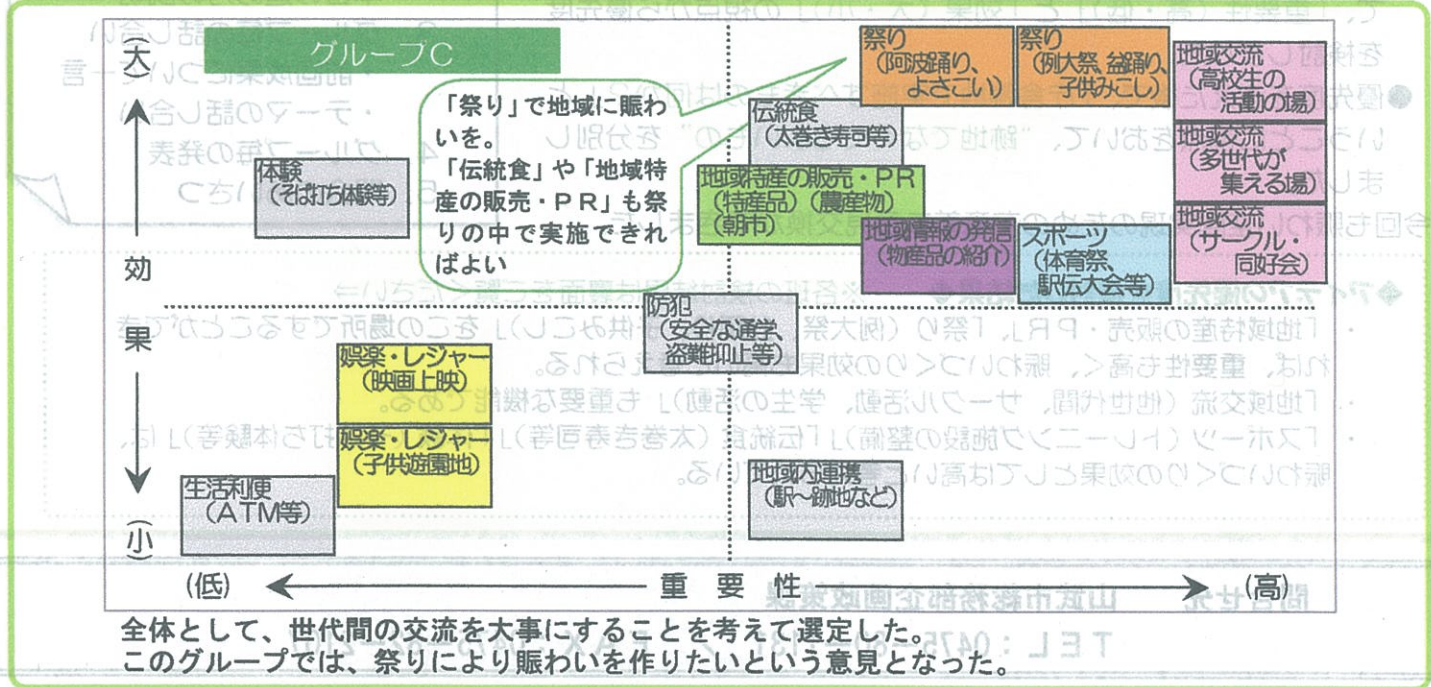 グループC
(大)
効
果
(小)
(低)
重要性
(高)
「祭り」で地域に賑わ
いを。
「伝統食」や「地域特
産の販売・PR」も祭
りの中で実施できれ
ばよい
祭り
(阿波踊り、
よさこい)
祭り
(例大祭、盆踊り、
子供みこし)
地域交流
(高校生の
活動の場)
伝統食
(太巻き寿司等)
地域交流
(多世代が
集える場)
体験
(そば打ち体験等)
地域特産の販売・PR
(特産品)(農産物)
(朝市)
地域交流
(サークル・
同好会)
地域情報の発信
(物産品の紹介)
スポーツ
(体育祭、
駅伝大会等)
防犯
(安全な通学、
盗難抑止等)
娯楽・レジャー
(映画上映)
娯楽・レジャー
(子供遊園地)
生活利便
(ATM等)
地域内連携
(駅~跡地など)
全体として、世代間の交流を大事にすることを考えて選定した。
このグループでは、祭りにより賑わいを作りたいという意見となった。